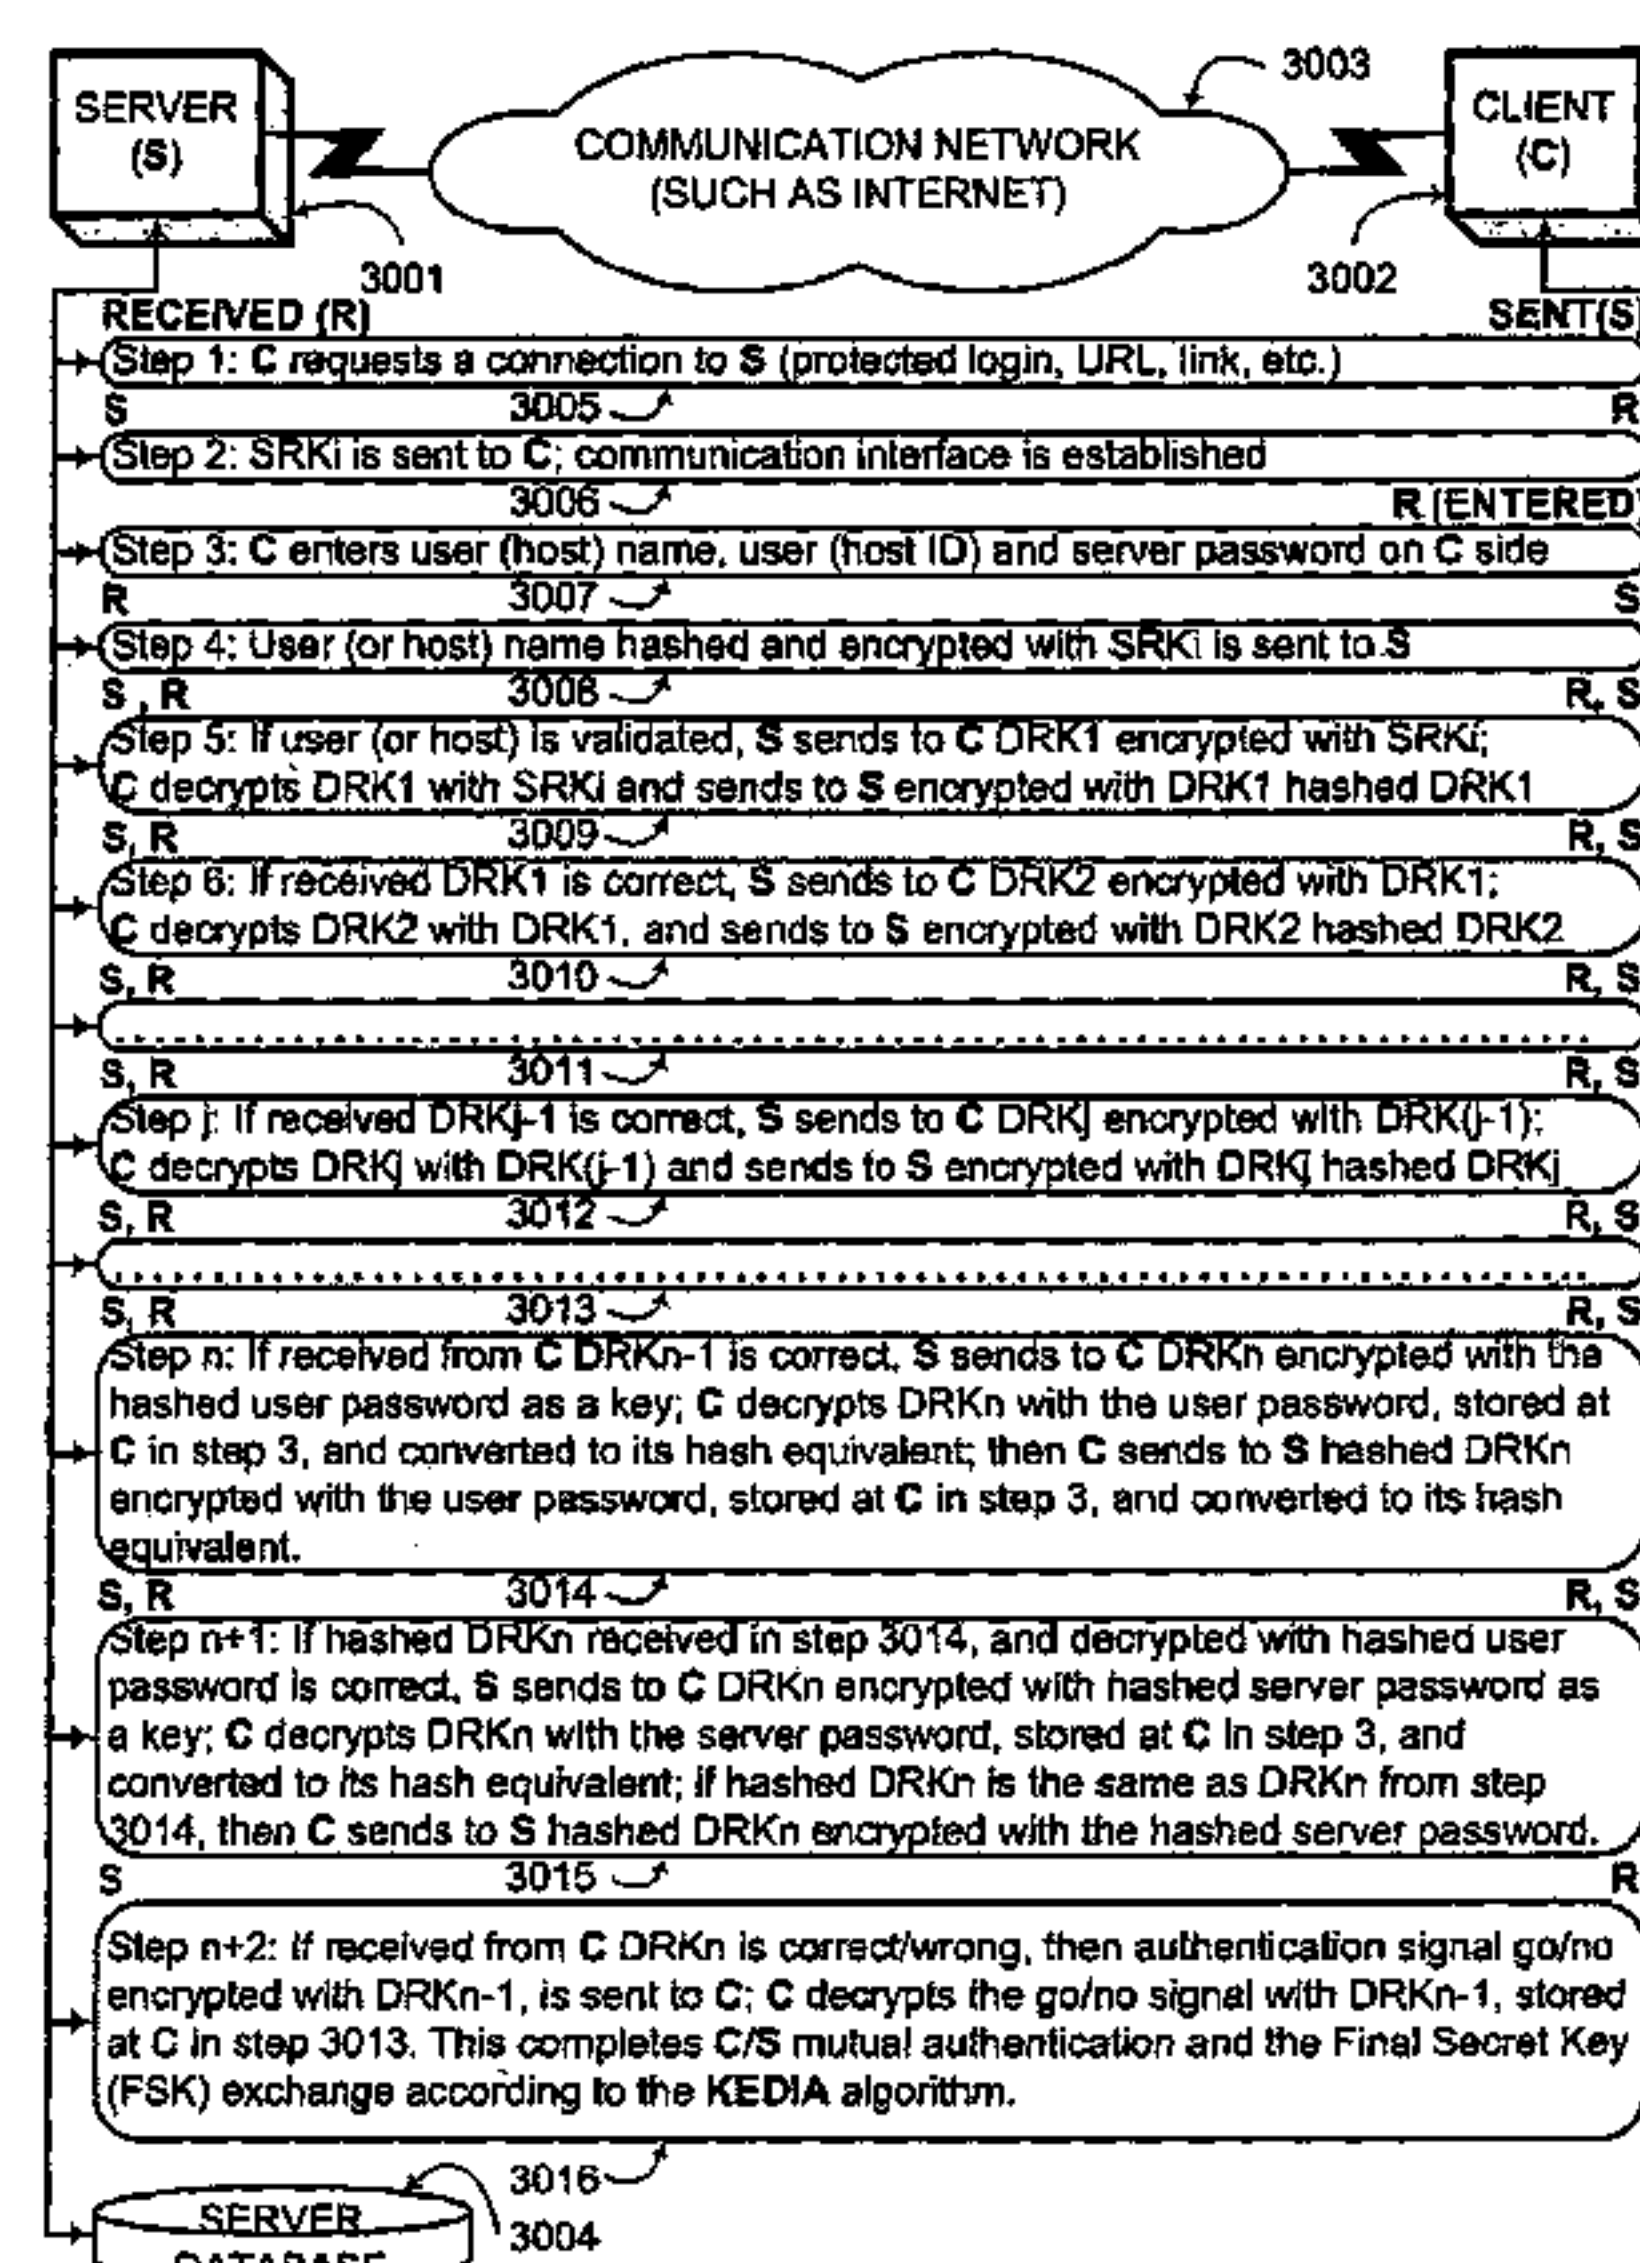 SERVER
(S)
COMMUNICATION NETWORK
(SUCH AS INTERNET)
3003
CLIENT
(C)
3001
3002
RECEIVED (R)
SENT(S)
Step 1: C requests a connection to S (protected login, URL, link, etc.)
S
3005
R
Step 2: SRKi is sent to C; communication interface is established
3006
R (ENTERED)
Step 3: C enters user (host) name, user (host ID) and server password on C side
R
3007
S
Step 4: User (or host) name hashed and encrypted with SRKi is sent to S
S, R
3008
R, S
Step 5: If user (or host) is validated, S sends to C DRK1 encrypted with SRKi;
C decrypts DRK1 with SRKi and sends to S encrypted with DRK1 hashed DRK1
S, R
3009
R, S
Step 6: If received DRK1 is correct, S sends to C DRK2 encrypted with DRK1;
C decrypts DRK2 with DRK1, and sends to S encrypted with DRK2 hashed DRK2
S, R
3010
R, S
................................................................
S, R
3011
R, S
Step j: If received DRKj-1 is correct, S sends to C DRKj encrypted with DRK(j-1);
C decrypts DRKj with DRK(j-1) and sends to S encrypted with DRKj hashed DRKj
S, R
3012
R, S
................................................................
S, R
3013
R, S
Step n: If received from C DRKn-1 is correct, S sends to C DRKn encrypted with the
hashed user password as a key; C decrypts DRKn with the user password, stored at
C in step 3, and converted to its hash equivalent; then C sends to S hashed DRKn
encrypted with the user password, stored at C in step 3, and converted to its hash
equivalent.
S, R
3014
R, S
Step n+1: If hashed DRKn received in step 3014, and decrypted with hashed user
password is correct, S sends to C DRKn encrypted with hashed server password as
a key; C decrypts DRKn with the server password, stored at C in step 3, and
converted to its hash equivalent; if hashed DRKn is the same as DRKn from step
3014, then C sends to S hashed DRKn encrypted with the hashed server password.
S
3015
R
Step n+2: If received from C DRKn is correct/wrong, then authentication signal go/no
encrypted with DRKn-1, is sent to C; C decrypts the go/no signal with DRKn-1, stored
at C in step 3013. This completes C/S mutual authentication and the Final Secret Key
(FSK) exchange according to the KEDIA algorithm.
3016
SERVER
DATABASE
3004